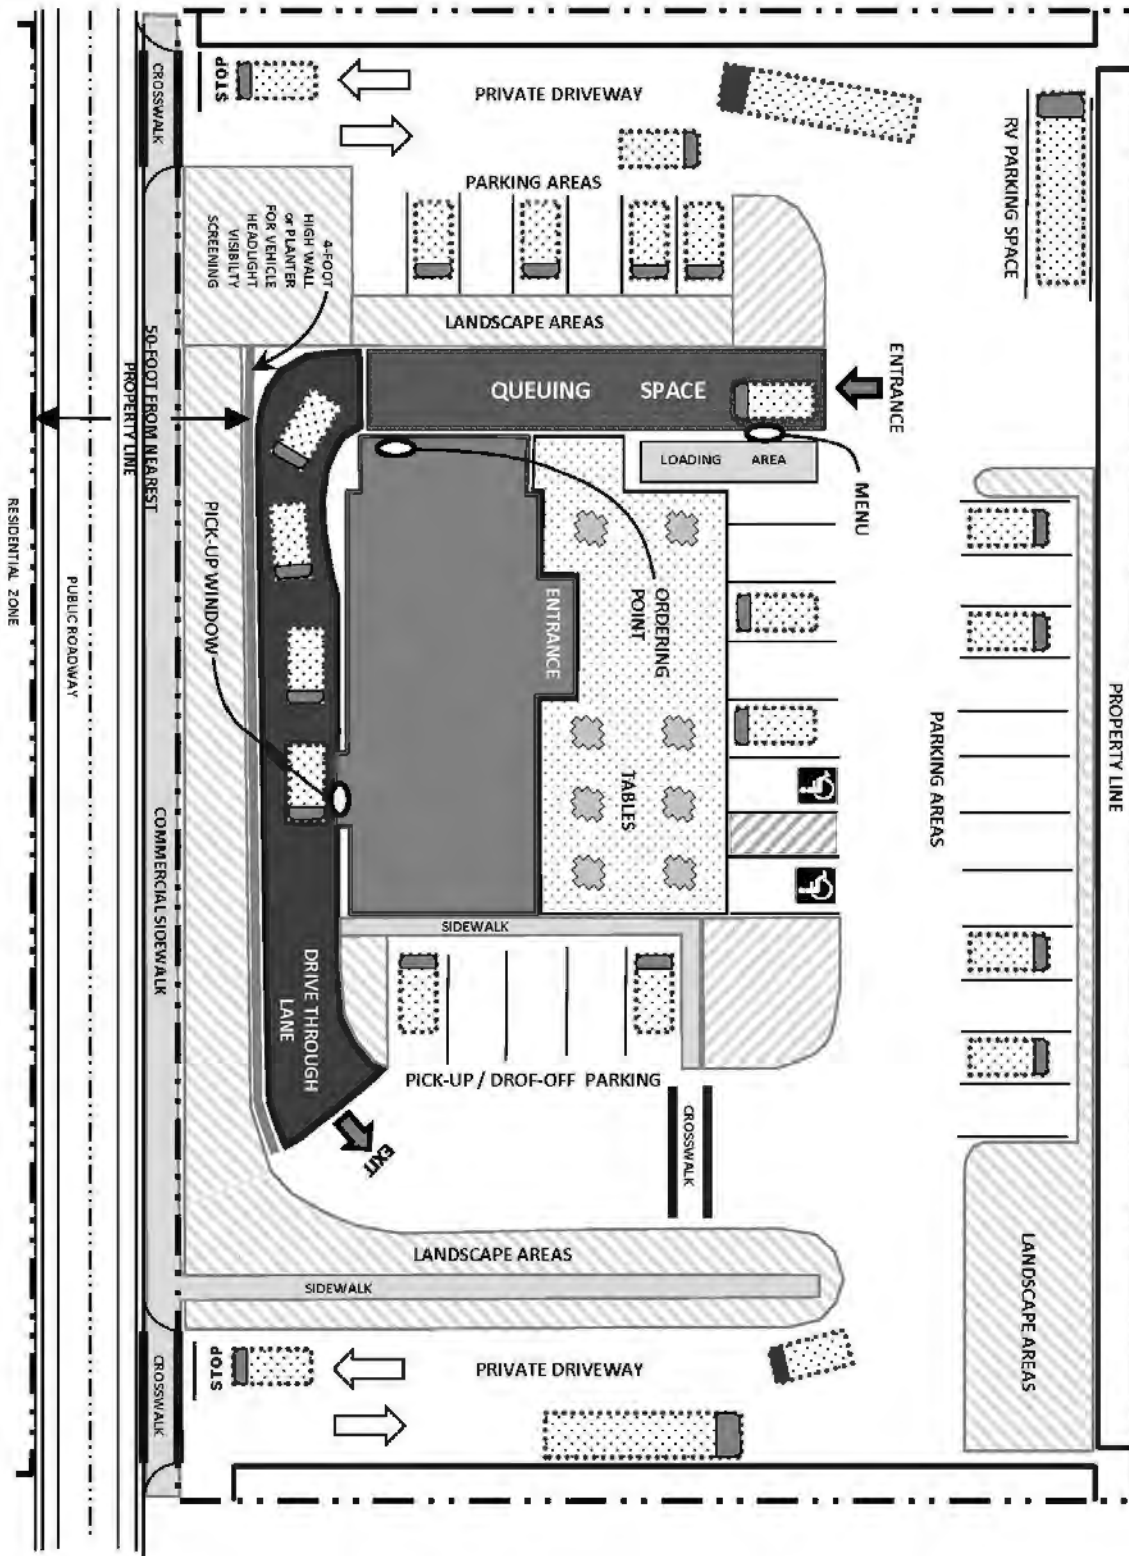 CROSSWALK
STOP
PRIVATE DRIVEWAY
PARKING AREAS
RV PARKING SPACE
4-FOOT
HIGH WALL
or PLANTER
FOR VEHICLE
HEADLIGHT
VISIBILTY
SCREENING
LANDSCAPE AREAS
QUEUING SPACE
ENTRANCE
LOADING AREA
MENU
50-FOOT FROM NEAREST
PROPERTY LINE
RESIDENTIAL ZONE
PUBLIC ROADWAY
PICK-UP WINDOW
ENTRANCE
ORDERING
POINT
TABLES
PARKING AREAS
PROPERTY LINE
COMMERCIAL SIDEWALK
SIDEWALK
DRIVE THROUGH
LANE
PICK-UP / DROF-OFF PARKING
EXIT
CROSSWALK
LANDSCAPE AREAS
SIDEWALK
LANDSCAPE AREAS
CROSSWALK
STOP
PRIVATE DRIVEWAY